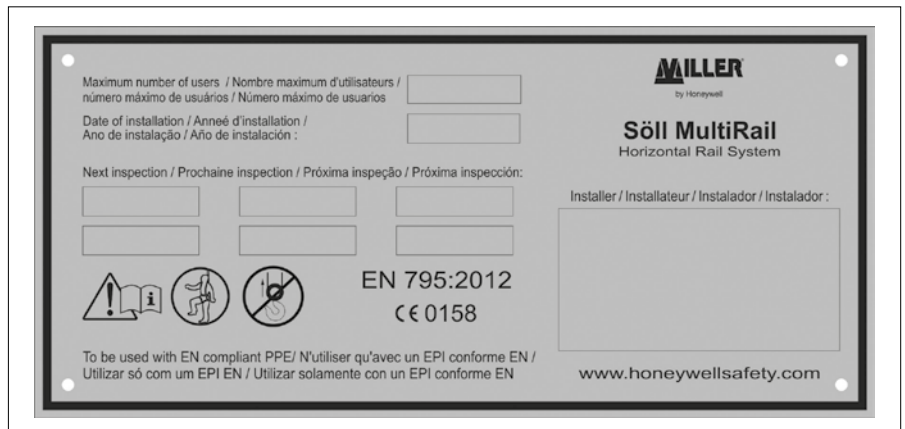 Maximum number of users / Nombre maximum d'utilisateurs /
número máximo de usuários / Número máximo de usuarios
Date of installation / Anneé d'installation /
Ano de instalação / Año de instalación :
Next inspection / Prochaine inspection / Próxima inspeção / Próxima inspección:
i
EN 795:2012
CE 0158
To be used with EN compliant PPE/ N'utiliser qu'avec un EPI conforme EN /
Utilizar só com um EPI EN / Utilizar solamente con un EPI conforme EN
MILLER
by Honeywell
Söll MultiRail
Horizontal Rail System
Installer / Installateur / Instalador / Instalador :
www.honeywellsafety.com